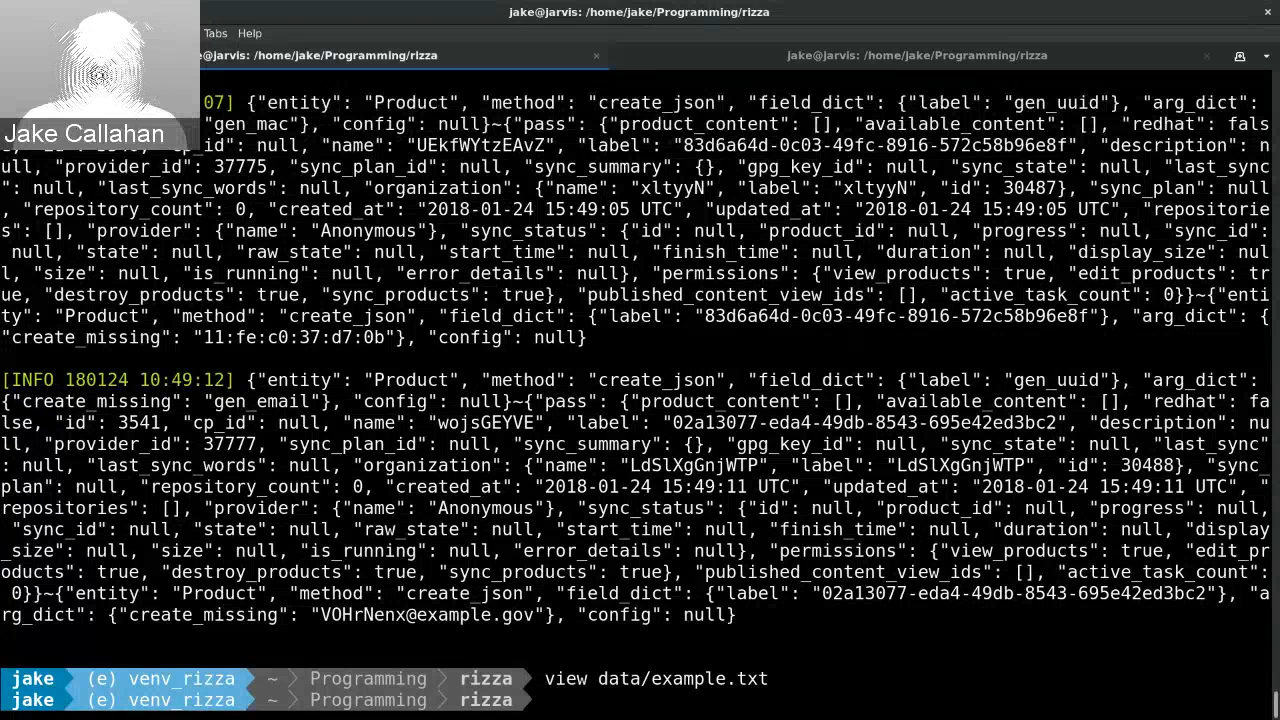 jake@jarvis: /home/jake/Programming/rizza
Tabs Help
e@jarvis: /home/jake/Programming/rizza jake@jarvis: /home/jake/Programming/rizza
07] {"entity": "Product", "method": "create_json", "field_dict": {"label": "gen_uuid"}, "arg_dict":
"gen_mac"}, "config": null}~{"pass": {"product_content": [], "available_content": [], "redhat": fals
Jake Callahan
null, "name": "UEkfWYtzEAvZ", "label": "83d6a64d-0c03-49fc-8916-572c58b96e8f", "description": n
ull, "provider_id": 37775, "sync_plan_id": null, "sync_summary": {}, "gpg_key_id": null, "sync_state": null, "last_sync
": null, "last_sync_words": null, "organization": {"name": "xltyyN", "label": "xltyyN", "id": 30487}, "sync_plan": null
, "repository_count": 0, "created_at": "2018-01-24 15:49:05 UTC", "updated_at": "2018-01-24 15:49:05 UTC", "repositorie
s": [], "provider": {"name": "Anonymous"}, "sync_status": {"id": null, "product_id": null, "progress": null, "sync_id":
null, "state": null, "raw_state": null, "start_time": null, "finish_time": null, "duration": null, "display_size": nul
l, "size": null, "is_running": null, "error_details": null}, "permissions": {"view_products": true, "edit_products": tr
ue, "destroy_products": true, "sync_products": true}, "published_content_view_ids": [], "active_task_count": 0}}~{"enti
ty": "Product", "method": "create_json", "field_dict": {"label": "83d6a64d-0c03-49fc-8916-572c58b96e8f"}, "arg_dict": {
"create_missing": "11:fe:c0:37:d7:0b"}, "config": null}
[INFO 180124 10:49:12] {"entity": "Product", "method": "create_json", "field_dict": {"label": "gen_uuid"}, "arg_dict":
{"create_missing": "gen_email"}, "config": null}~{"pass": {"product_content": [], "available_content": [], "redhat": fa
lse, "id": 3541, "cp_id": null, "name": "wojsGEYVE", "label": "02a13077-eda4-49db-8543-695e42ed3bc2", "description": nu
ll, "provider_id": 37777, "sync_plan_id": null, "sync_summary": {}, "gpg_key_id": null, "sync_state": null, "last_sync"
: null, "last_sync_words": null, "organization": {"name": "LdSlXgGnjWTP", "label": "LdSlXgGnjWTP", "id": 30488}, "sync_
plan": null, "repository_count": 0, "created_at": "2018-01-24 15:49:11 UTC", "updated_at": "2018-01-24 15:49:11 UTC", "
repositories": [], "provider": {"name": "Anonymous"}, "sync_status": {"id": null, "product_id": null, "progress": null,
"sync_id": null, "state": null, "raw_state": null, "start_time": null, "finish_time": null, "duration": null, "display
_size": null, "size": null, "is_running": null, "error_details": null}, "permissions": {"view_products": true, "edit_pr
oducts": true, "destroy_products": true, "sync_products": true}, "published_content_view_ids": [], "active_task_count":
0}}~{"entity": "Product", "method": "create_json", "field_dict": {"label": "02a13077-eda4-49db-8543-695e42ed3bc2"}, "a
rg_dict": {"create_missing": "VOHrNenx@example.gov"}, "config": null}
jake (e) venv_rizza ~ Programming rizza view data/example.txt
jake (e) venv_rizza ~ Programming rizza